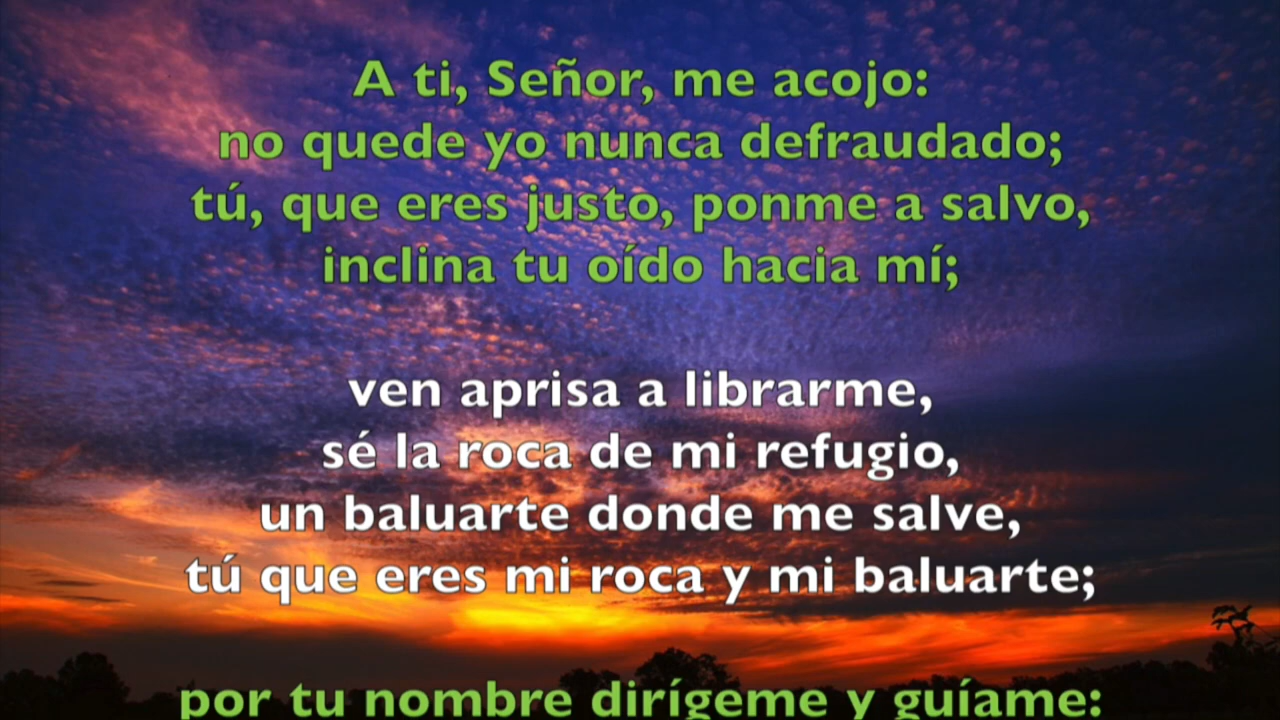 A ti, Señor, me acojo:
no quede yo nunca defraudado;
tú, que eres justo, ponme a salvo,
inclina tu oído hacia mí;
ven aprisa a librarme,
sé la roca de mi refugio,
un baluarte donde me salve,
tú que eres mi roca y mi baluarte;
por tu nombre dirígeme y guíame: